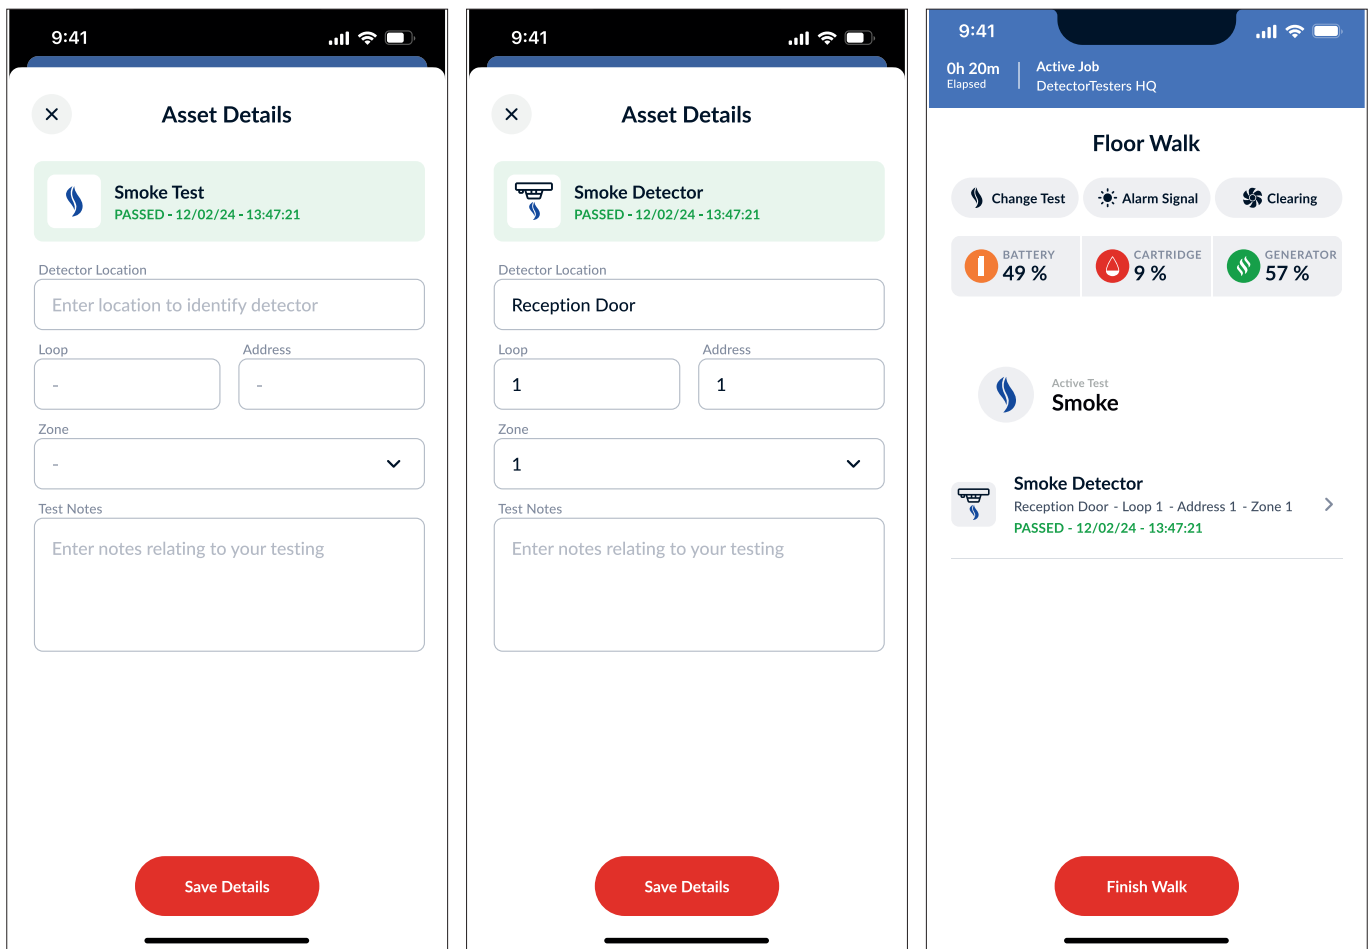 9:41
Asset Details
Smoke Test
PASSED - 12/02/24 - 13:47:21
Detector Location
Enter location to identify detector
Loop
Address
-
-
Zone
-
Test Notes
Enter notes relating to your testing
Save Details
9:41
Asset Details
Smoke Detector
PASSED - 12/02/24 - 13:47:21
Detector Location
Reception Door
Loop
Address
1
1
Zone
1
Test Notes
Enter notes relating to your testing
Save Details
9:41
0h 20m
Elapsed
Active Job
DetectorTesters HQ
Floor Walk
Change Test
Alarm Signal
Clearing
BATTERY
49 %
CARTRIDGE
9 %
GENERATOR
57 %
Active Test
Smoke
Smoke Detector
Reception Door - Loop 1 - Address 1 - Zone 1
PASSED - 12/02/24 - 13:47:21
Finish Walk